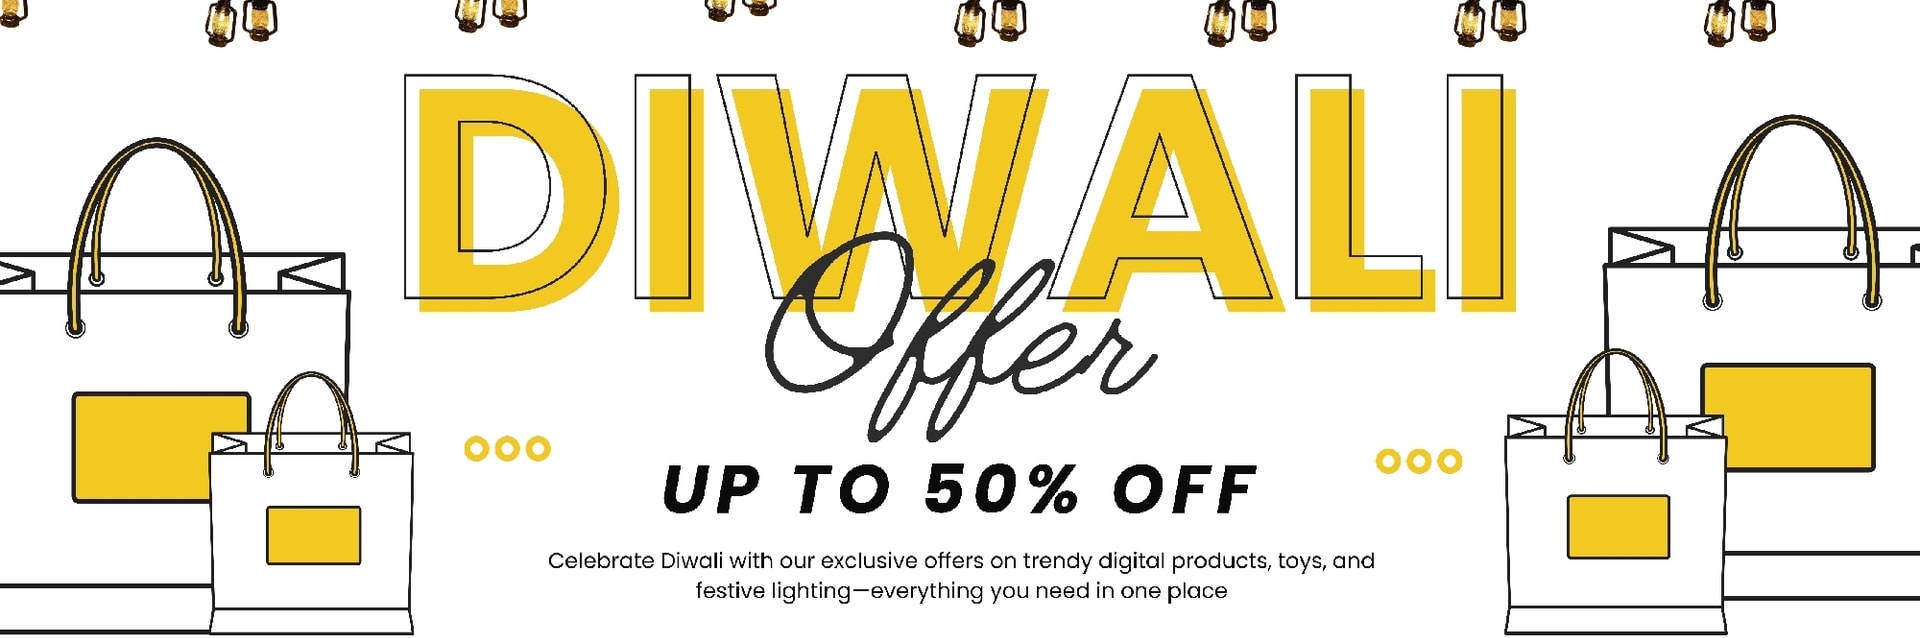 DIWALI
Offer
UP TO 50% OFF
Celebrate Diwali with our exclusive offers on trendy digital products, toys, and
festive lighting—everything you need in one place